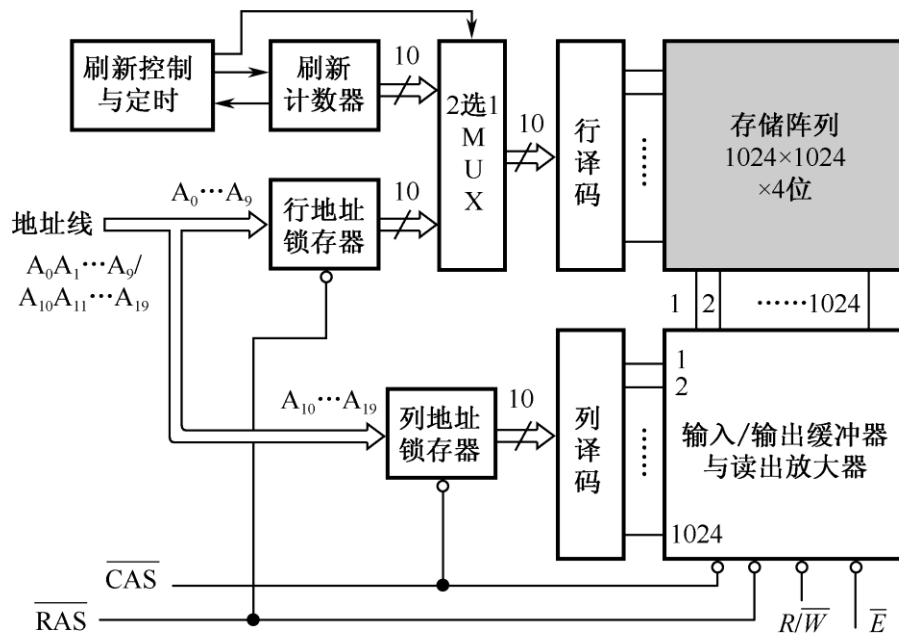 刷新控制
与定时
刷新
计数器
10
2选1
M
U
X
10
行
译
码
……
存储阵列
1024×1024
×4位
地址线
A₀A₁…A₉/
A₁₀A₁₁…A₁₉
A₀…A₉
行地址
锁存器
10
1
2
……1024
A₁₀…A₁₉
列地址
锁存器
10
列
译
码
1
2
……
1024
输入/输出缓冲器
与读出放大器
C̅A̅S̅
R̅A̅S̅
R/W̅
E̅